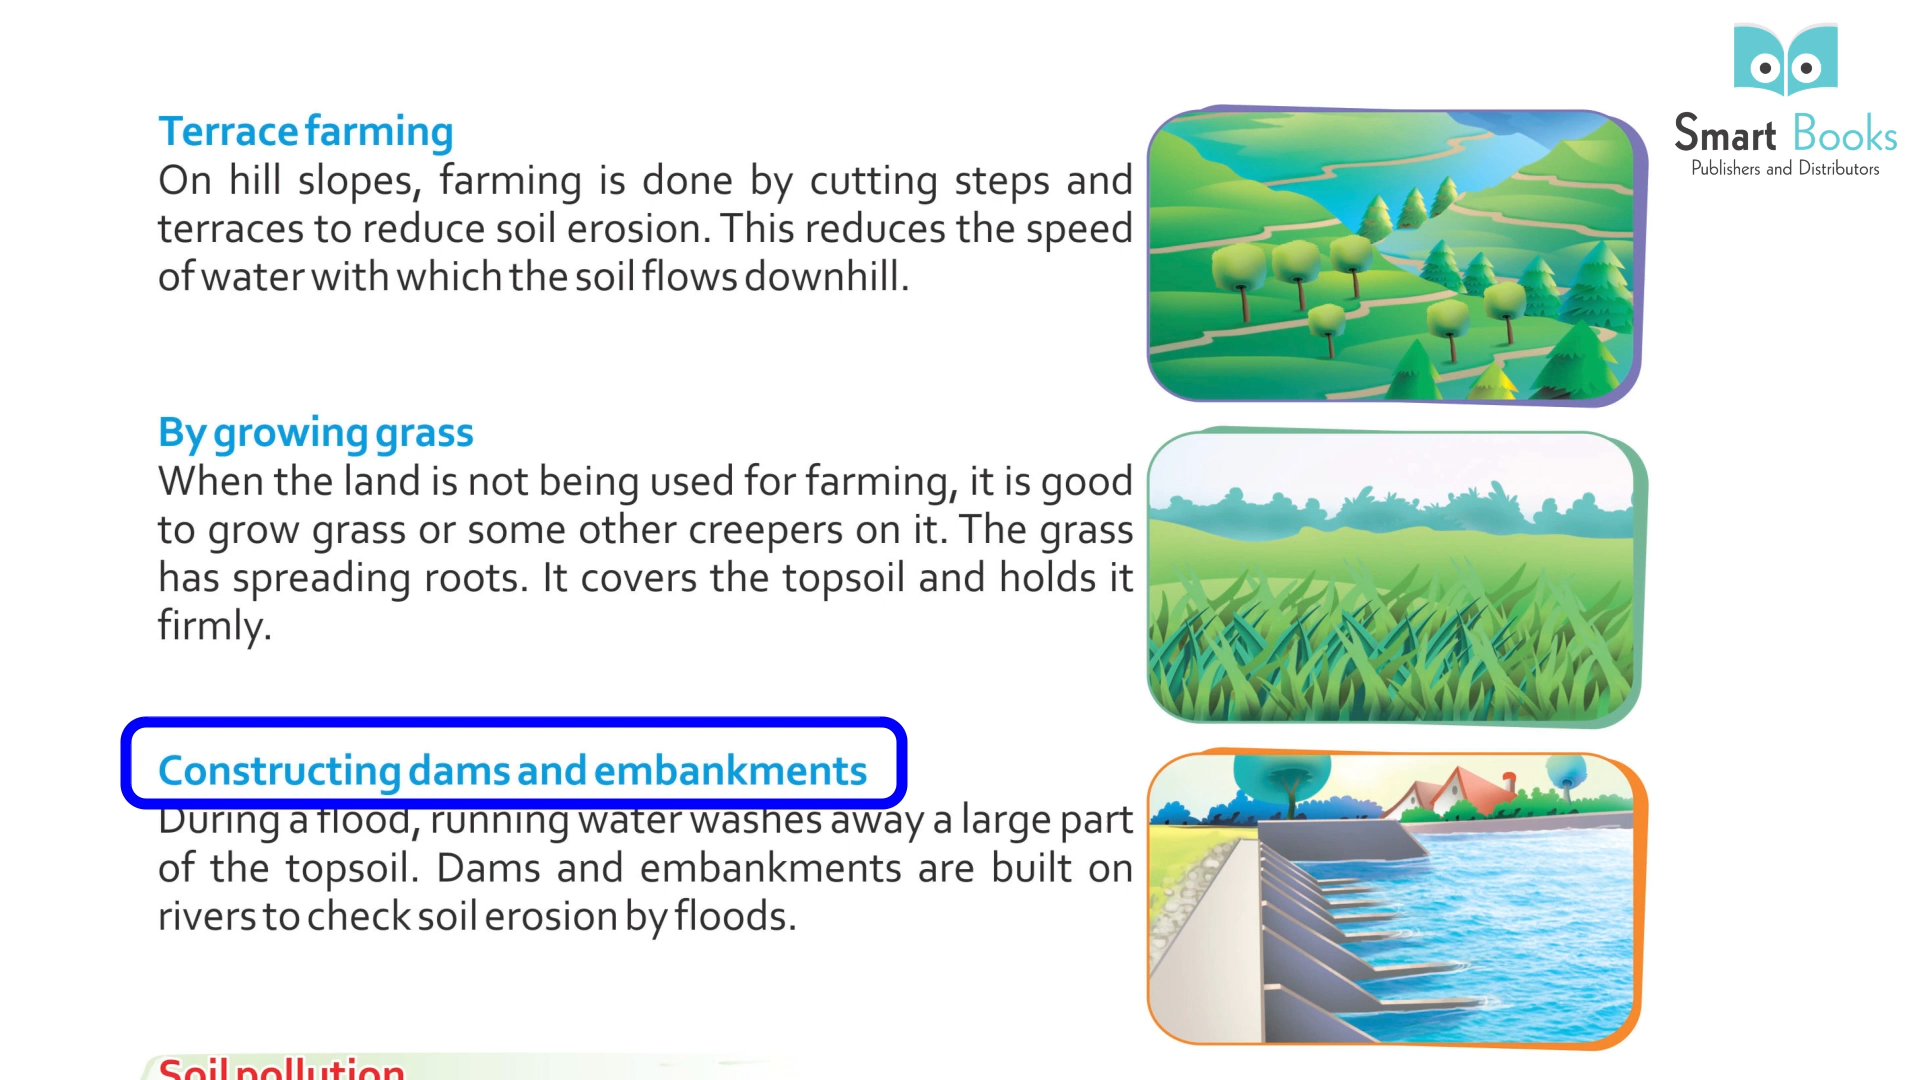 Smart Books
Publishers and Distributors
Terrace farming
On hill slopes, farming is done by cutting steps and
terraces to reduce soil erosion. This reduces the speed
of water with which the soil flows downhill.
By growing grass
When the land is not being used for farming, it is good
to grow grass or some other creepers on it. The grass
has spreading roots. It covers the topsoil and holds it
firmly.
Constructing dams and embankments
During a flood, running water washes away a large part
of the topsoil. Dams and embankments are built on
rivers to check soil erosion by floods.
Soil pollution